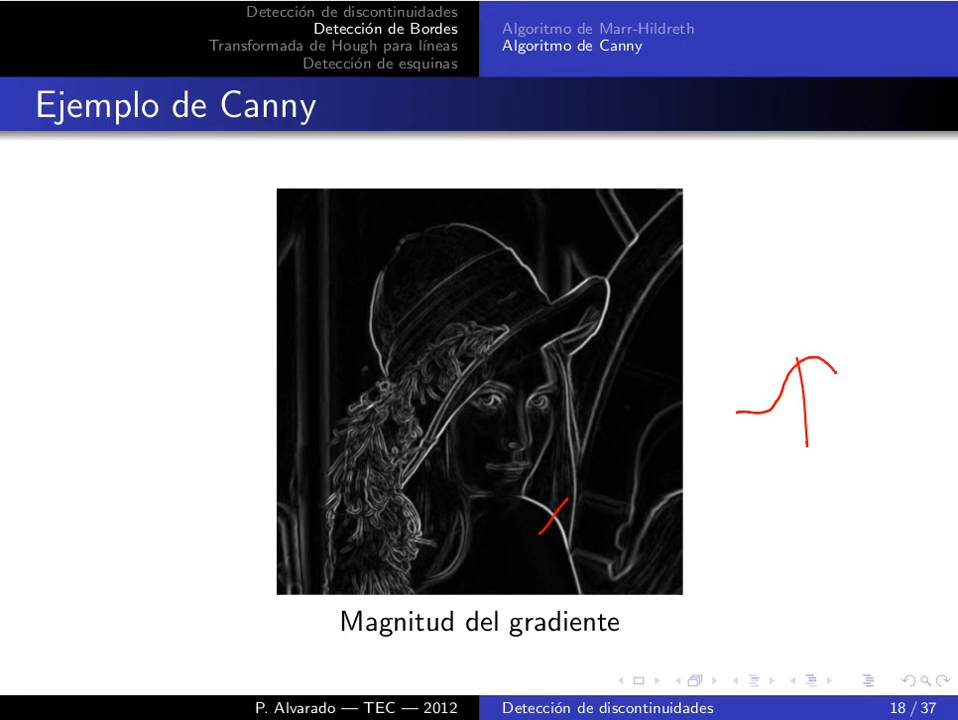 Detección de discontinuidades
Detección de Bordes
Transformada de Hough para líneas
Detección de esquinas
Algoritmo de Marr-Hildreth
Algoritmo de Canny
Ejemplo de Canny
Magnitud del gradiente
P. Alvarado — TEC — 2012
Detección de discontinuidades
18 / 37